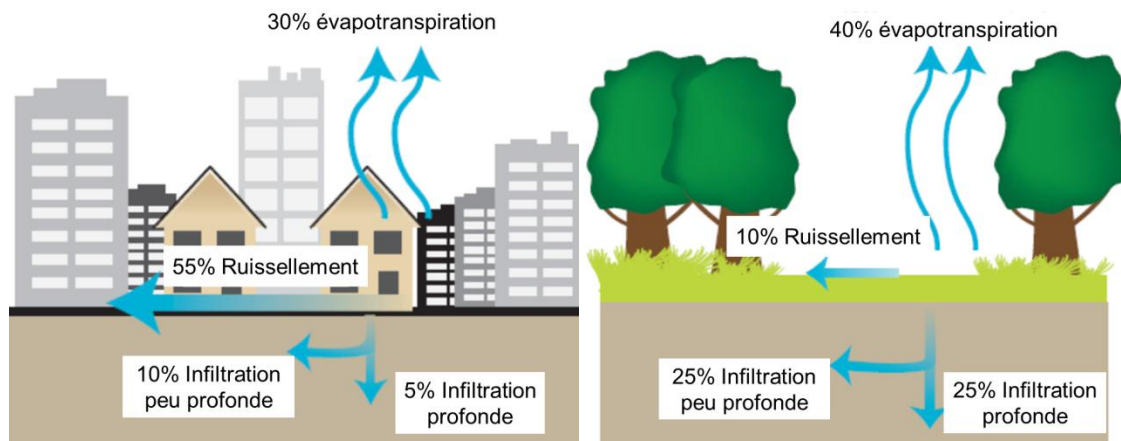 30% évapotranspiration
55% Ruissellement
10% Infiltration
peu profonde
5% Infiltration
profonde
40% évapotranspiration
10% Ruissellement
25% Infiltration
peu profonde
25% Infiltration
profonde